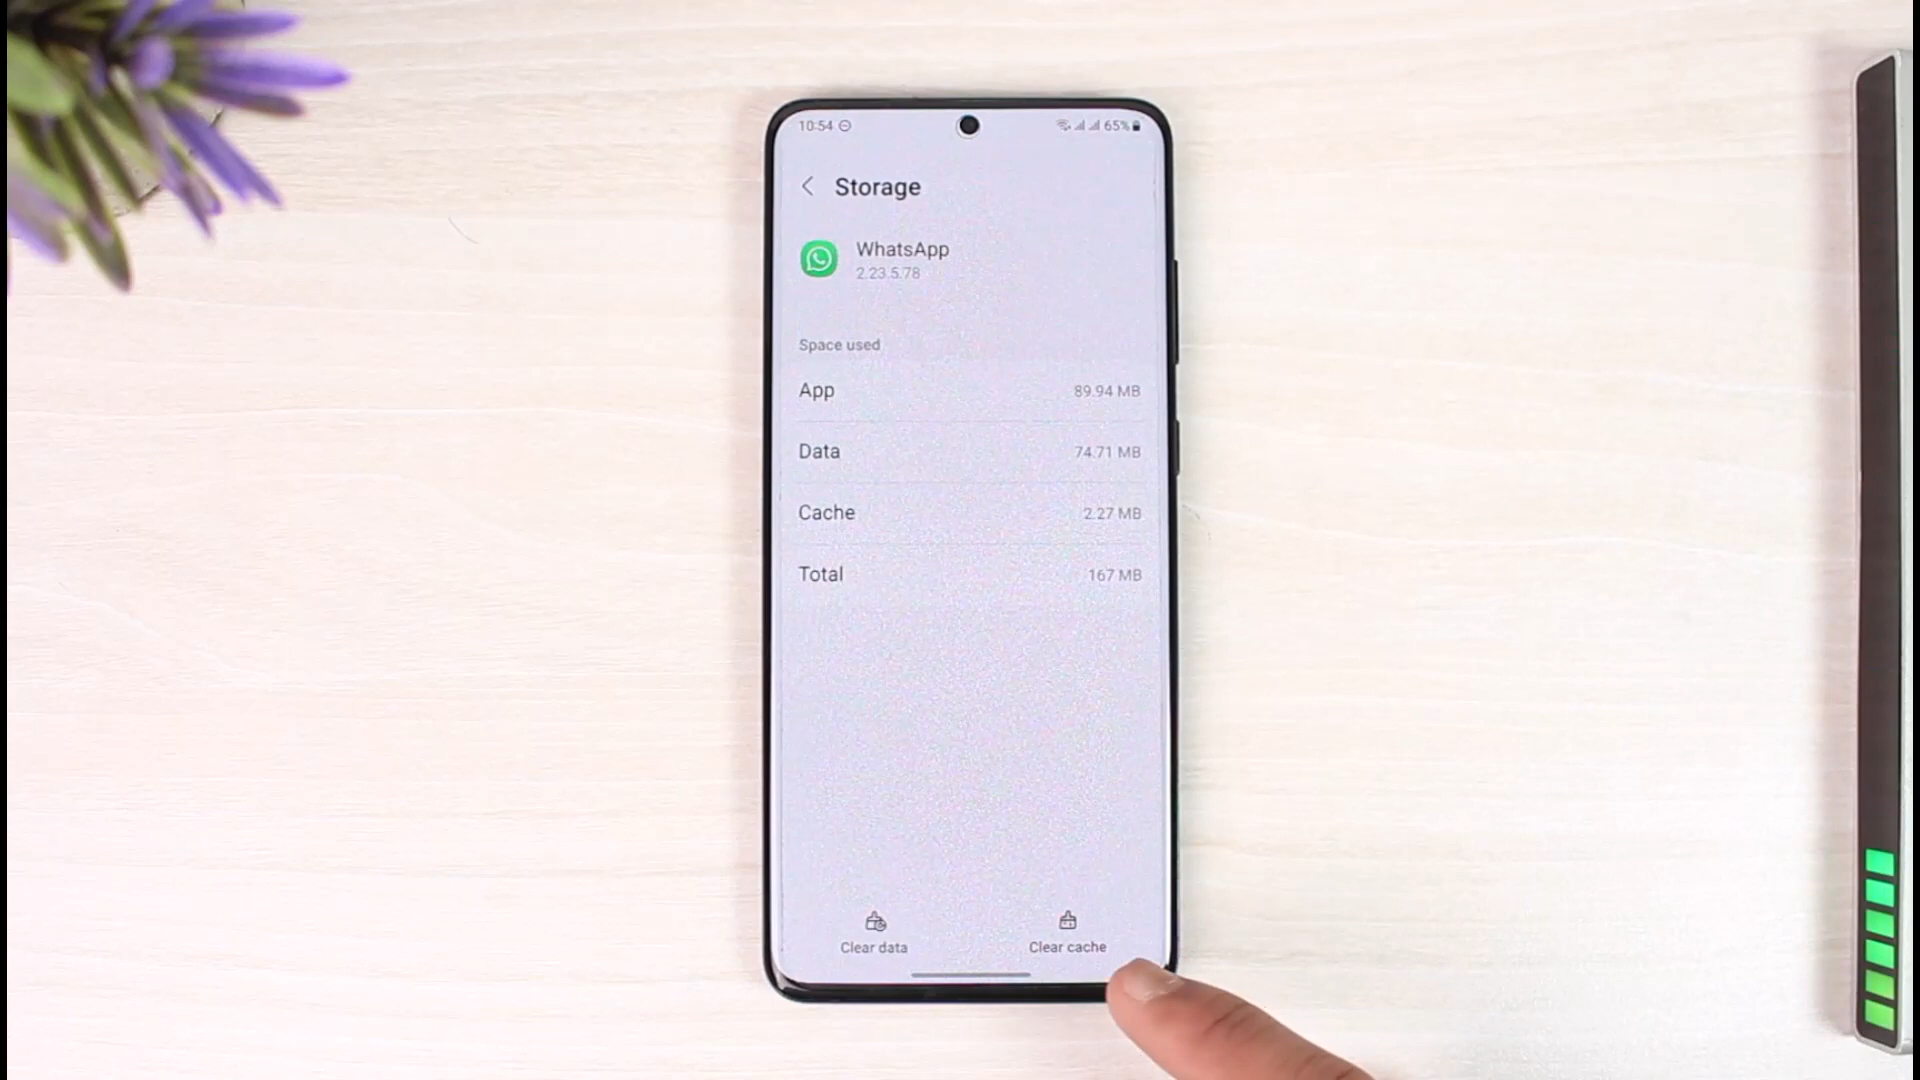 10:54
65%
Storage
WhatsApp
2.23.5.78
Space used
App 89.94 MB
Data 74.71 MB
Cache 2.27 MB
Total 167 MB
Clear data Clear cache